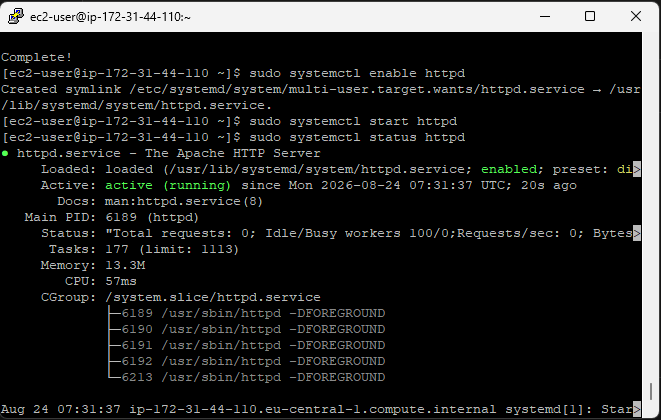 ec2-user@ip-172-31-44-110:~
Complete!
[ec2-user@ip-172-31-44-110 ~]$ sudo systemctl enable httpd
Created symlink /etc/systemd/system/multi-user.target.wants/httpd.service → /usr
/lib/systemd/system/httpd.service.
[ec2-user@ip-172-31-44-110 ~]$ sudo systemctl start httpd
[ec2-user@ip-172-31-44-110 ~]$ sudo systemctl status httpd
● httpd.service - The Apache HTTP Server
     Loaded: loaded (/usr/lib/systemd/system/httpd.service; enabled; preset: di>
     Active: active (running) since Mon 2026-08-24 07:31:37 UTC; 20s ago
       Docs: man:httpd.service(8)
   Main PID: 6189 (httpd)
     Status: "Total requests: 0; Idle/Busy workers 100/0;Requests/sec: 0; Bytes>
      Tasks: 177 (limit: 1113)
     Memory: 13.3M
        CPU: 57ms
     CGroup: /system.slice/httpd.service
             ├─6189 /usr/sbin/httpd -DFOREGROUND
             ├─6190 /usr/sbin/httpd -DFOREGROUND
             ├─6191 /usr/sbin/httpd -DFOREGROUND
             ├─6192 /usr/sbin/httpd -DFOREGROUND
             └─6213 /usr/sbin/httpd -DFOREGROUND
Aug 24 07:31:37 ip-172-31-44-110.eu-central-1.compute.internal systemd[1]: Star>